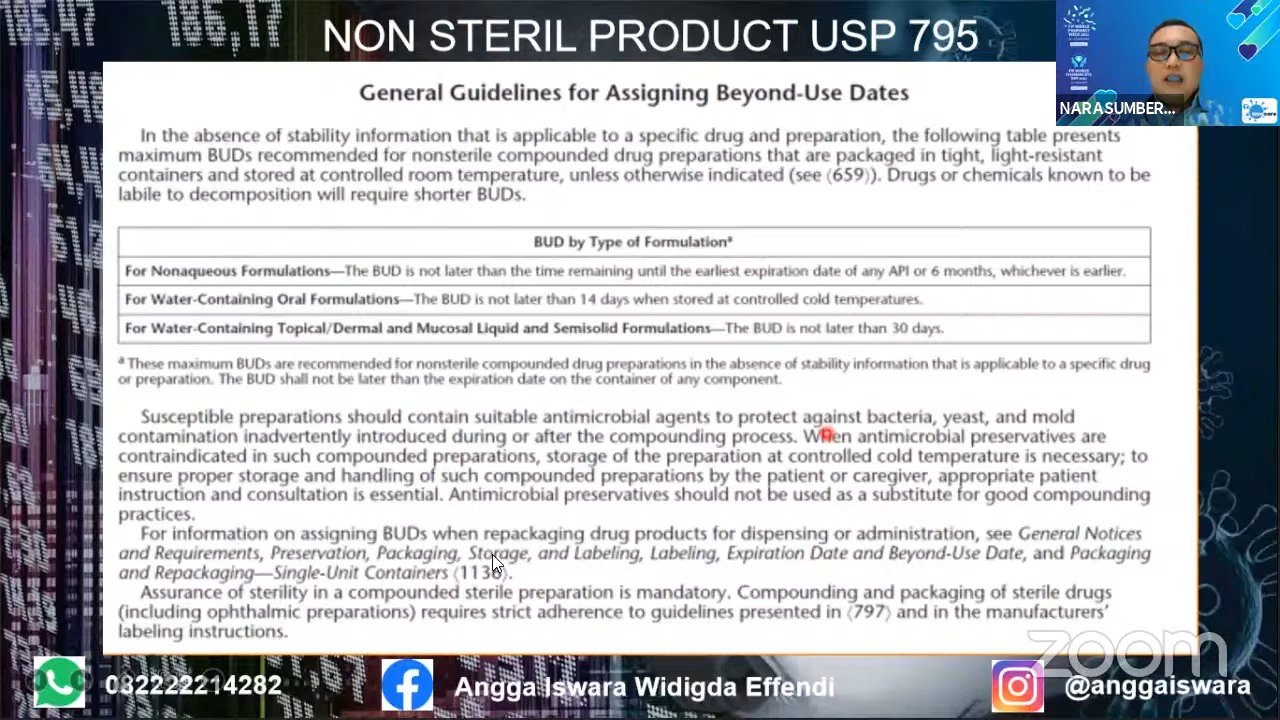 NON STERIL PRODUCT USP 795
NARASUMBER...
General Guidelines for Assigning Beyond-Use Dates
In the absence of stability information that is applicable to a specific drug and preparation, the following table presents
maximum BUDs recommended for nonsterile compounded drug preparations that are packaged in tight, light-resistant
containers and stored at controlled room temperature, unless otherwise indicated (see ⟨659⟩). Drugs or chemicals known to be
labile to decomposition will require shorter BUDs.
BUD by Type of Formulationᵃ
For Nonaqueous Formulations—The BUD is not later than the time remaining until the earliest expiration date of any API or 6 months, whichever is earlier.
For Water-Containing Oral Formulations—The BUD is not later than 14 days when stored at controlled cold temperatures.
For Water-Containing Topical/Dermal and Mucosal Liquid and Semisolid Formulations—The BUD is not later than 30 days.
ᵃ These maximum BUDs are recommended for nonsterile compounded drug preparations in the absence of stability information that is applicable to a specific drug
or preparation. The BUD shall not be later than the expiration date on the container of any component.
Susceptible preparations should contain suitable antimicrobial agents to protect against bacteria, yeast, and mold
contamination inadvertently introduced during or after the compounding process. When antimicrobial preservatives are
contraindicated in such compounded preparations, storage of the preparation at controlled cold temperature is necessary; to
ensure proper storage and handling of such compounded preparations by the patient or caregiver, appropriate patient
instruction and consultation is essential. Antimicrobial preservatives should not be used as a substitute for good compounding
practices.
For information on assigning BUDs when repackaging drug products for dispensing or administration, see General Notices
and Requirements, Preservation, Packaging, Storage, and Labeling, Labeling, Expiration Date and Beyond-Use Date, and Packaging
and Repackaging—Single-Unit Containers ⟨1136⟩.
Assurance of sterility in a compounded sterile preparation is mandatory. Compounding and packaging of sterile drugs
(including ophthalmic preparations) requires strict adherence to guidelines presented in ⟨797⟩ and in the manufacturers'
labeling instructions.
zoom
082222214282
Angga Iswara Widigda Effendi
@anggaiswara